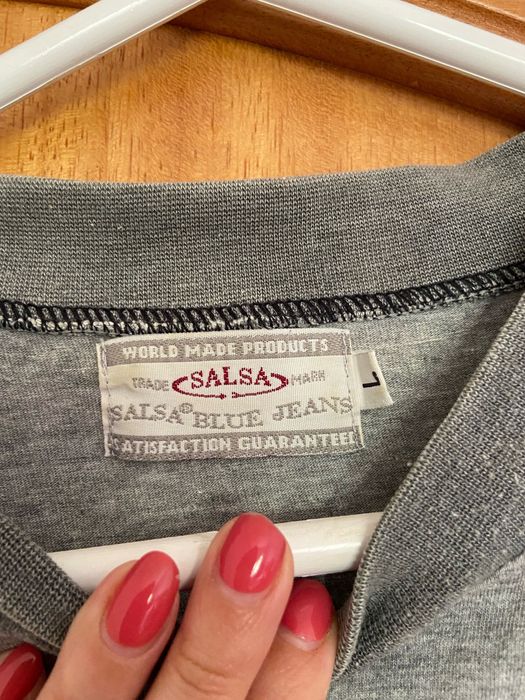 WORLD MADE PRODUCTS
TRADE SALSA MARK
SALSA® BLUE JEANS
SATISFACTION GUARANTEED
L